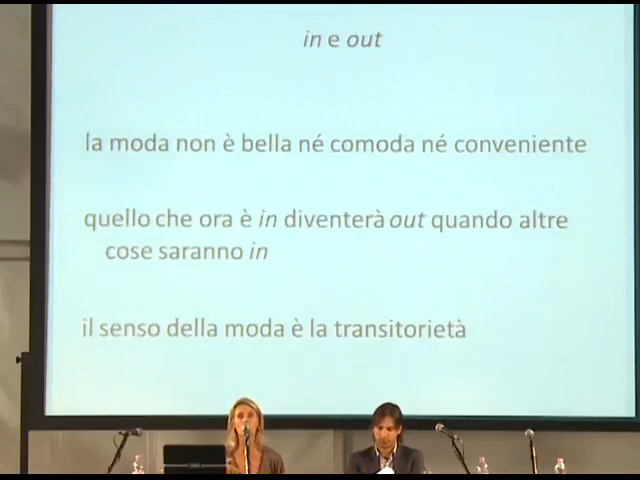 in e out
la moda non è bella né comoda né conveniente
quello che ora è in diventerà out quando altre
cose saranno in
il senso della moda è la transitorietà